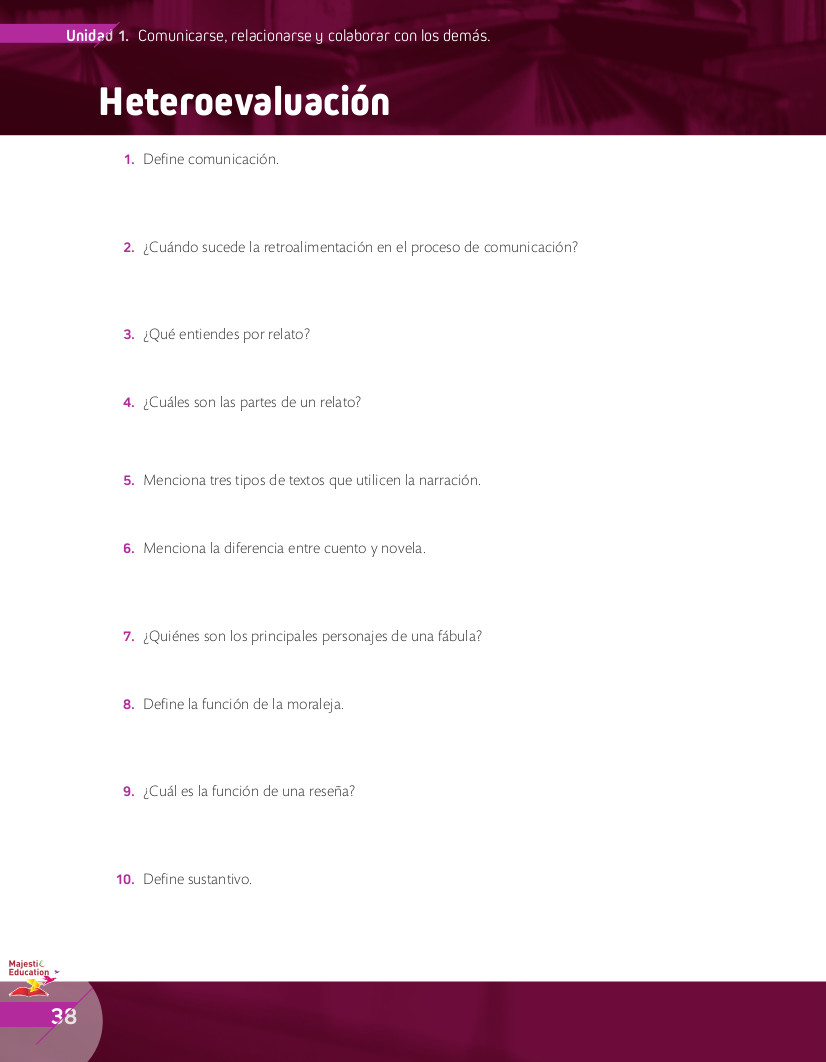 Unidad 1. Comunicarse, relacionarse y colaborar con los demás.
Heteroevaluación
1. Define comunicación.
2. ¿Cuándo sucede la retroalimentación en el proceso de comunicación?
3. ¿Qué entiendes por relato?
4. ¿Cuáles son las partes de un relato?
5. Menciona tres tipos de textos que utilicen la narración.
6. Menciona la diferencia entre cuento y novela.
7. ¿Quiénes son los principales personajes de una fábula?
8. Define la función de la moraleja.
9. ¿Cuál es la función de una reseña?
10. Define sustantivo.
Majestic
Education
38